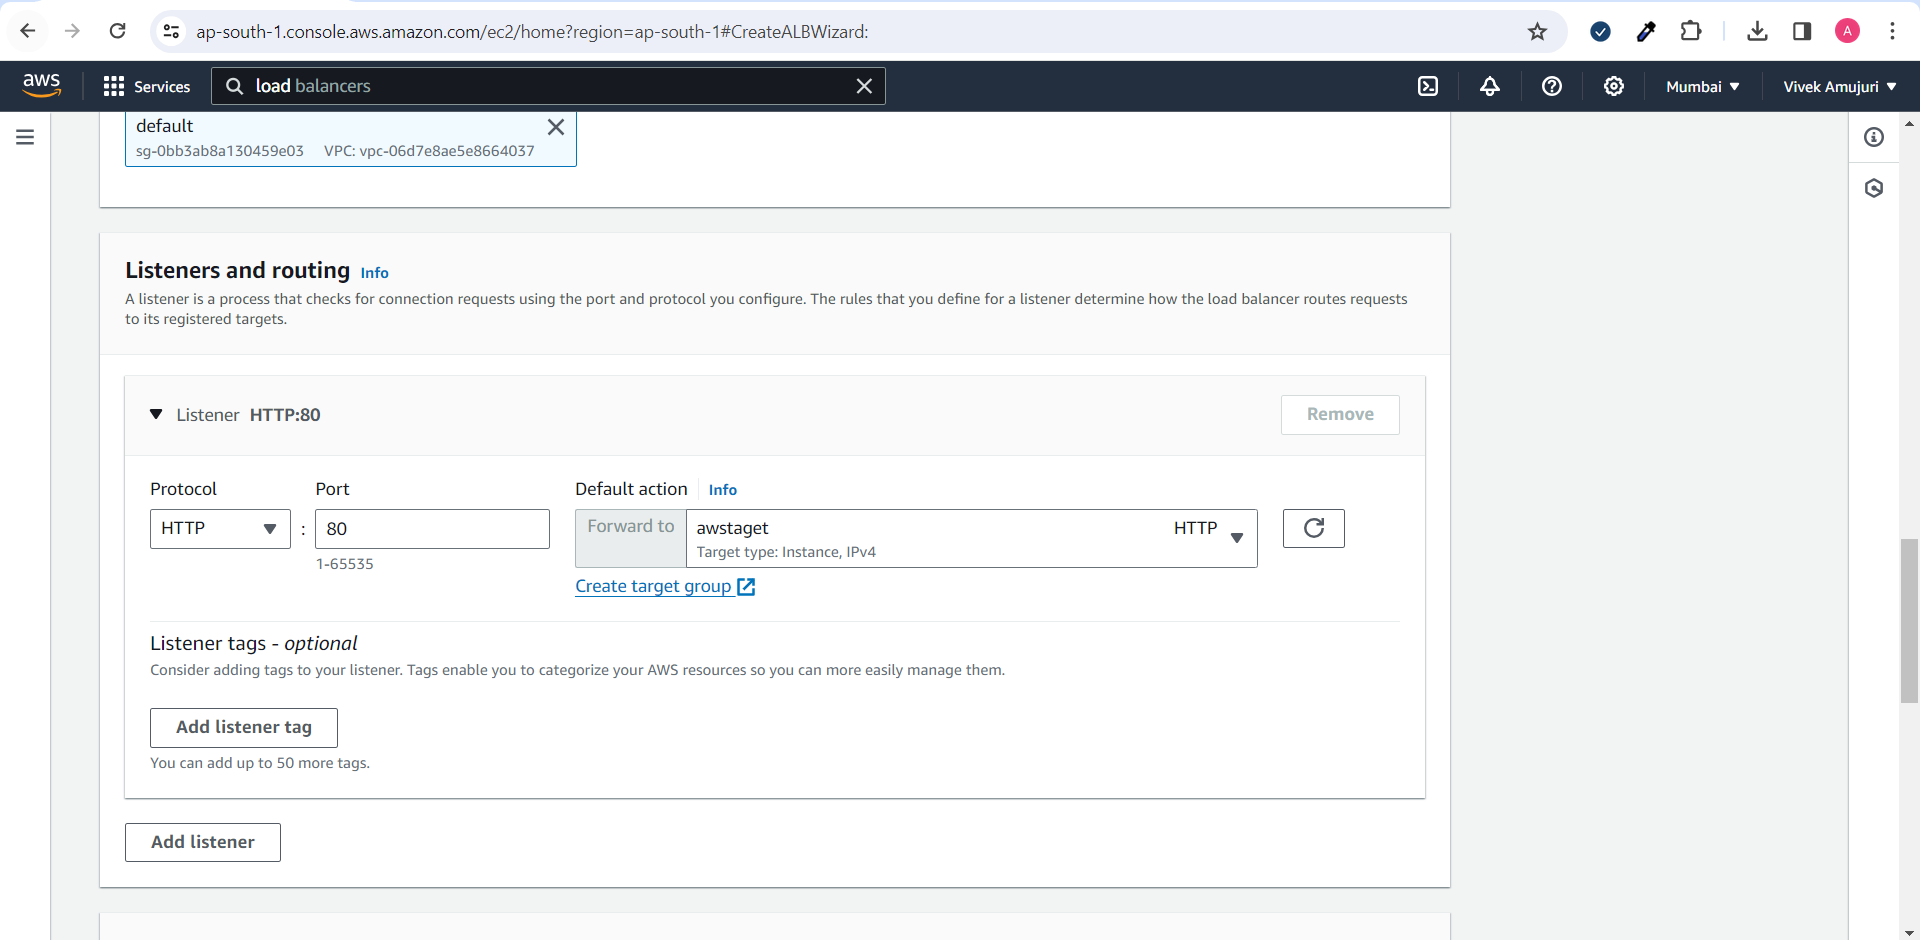 ap-south-1.console.aws.amazon.com/ec2/home?region=ap-south-1#CreateALBWizard:
A
aws
Services
load balancers
Mumbai
Vivek Amujuri
default
sg-0bb3ab8a130459e03 VPC: vpc-06d7e8ae5e8664037
Listeners and routing Info
A listener is a process that checks for connection requests using the port and protocol you configure. The rules that you define for a listener determine how the load balancer routes requests
to its registered targets.
Listener HTTP:80
Remove
Protocol Port Default action Info
HTTP : 80 Forward to awstaget HTTP
Target type: Instance, IPv4
1-65535
Create target group
Listener tags - optional
Consider adding tags to your listener. Tags enable you to categorize your AWS resources so you can more easily manage them.
Add listener tag
You can add up to 50 more tags.
Add listener